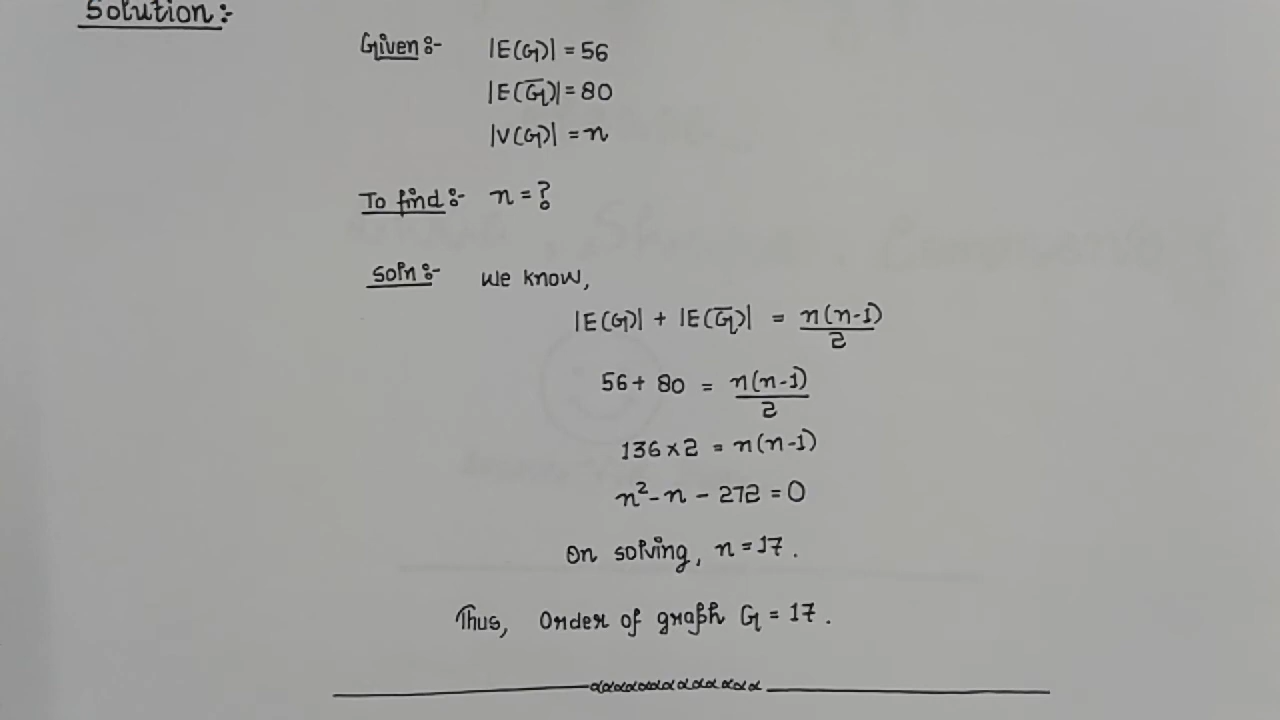 Solution:-
Given:- |E(G)| = 56
|E(G̅)| = 80
|V(G)| = n
To find:- n = ?
Soln:- We know,
|E(G)| + |E(G̅)| = n(n-1)/2
56 + 80 = n(n-1)/2
136 × 2 = n(n-1)
n² - n - 272 = 0
On solving, n = 17.
Thus, Order of graph G = 17.